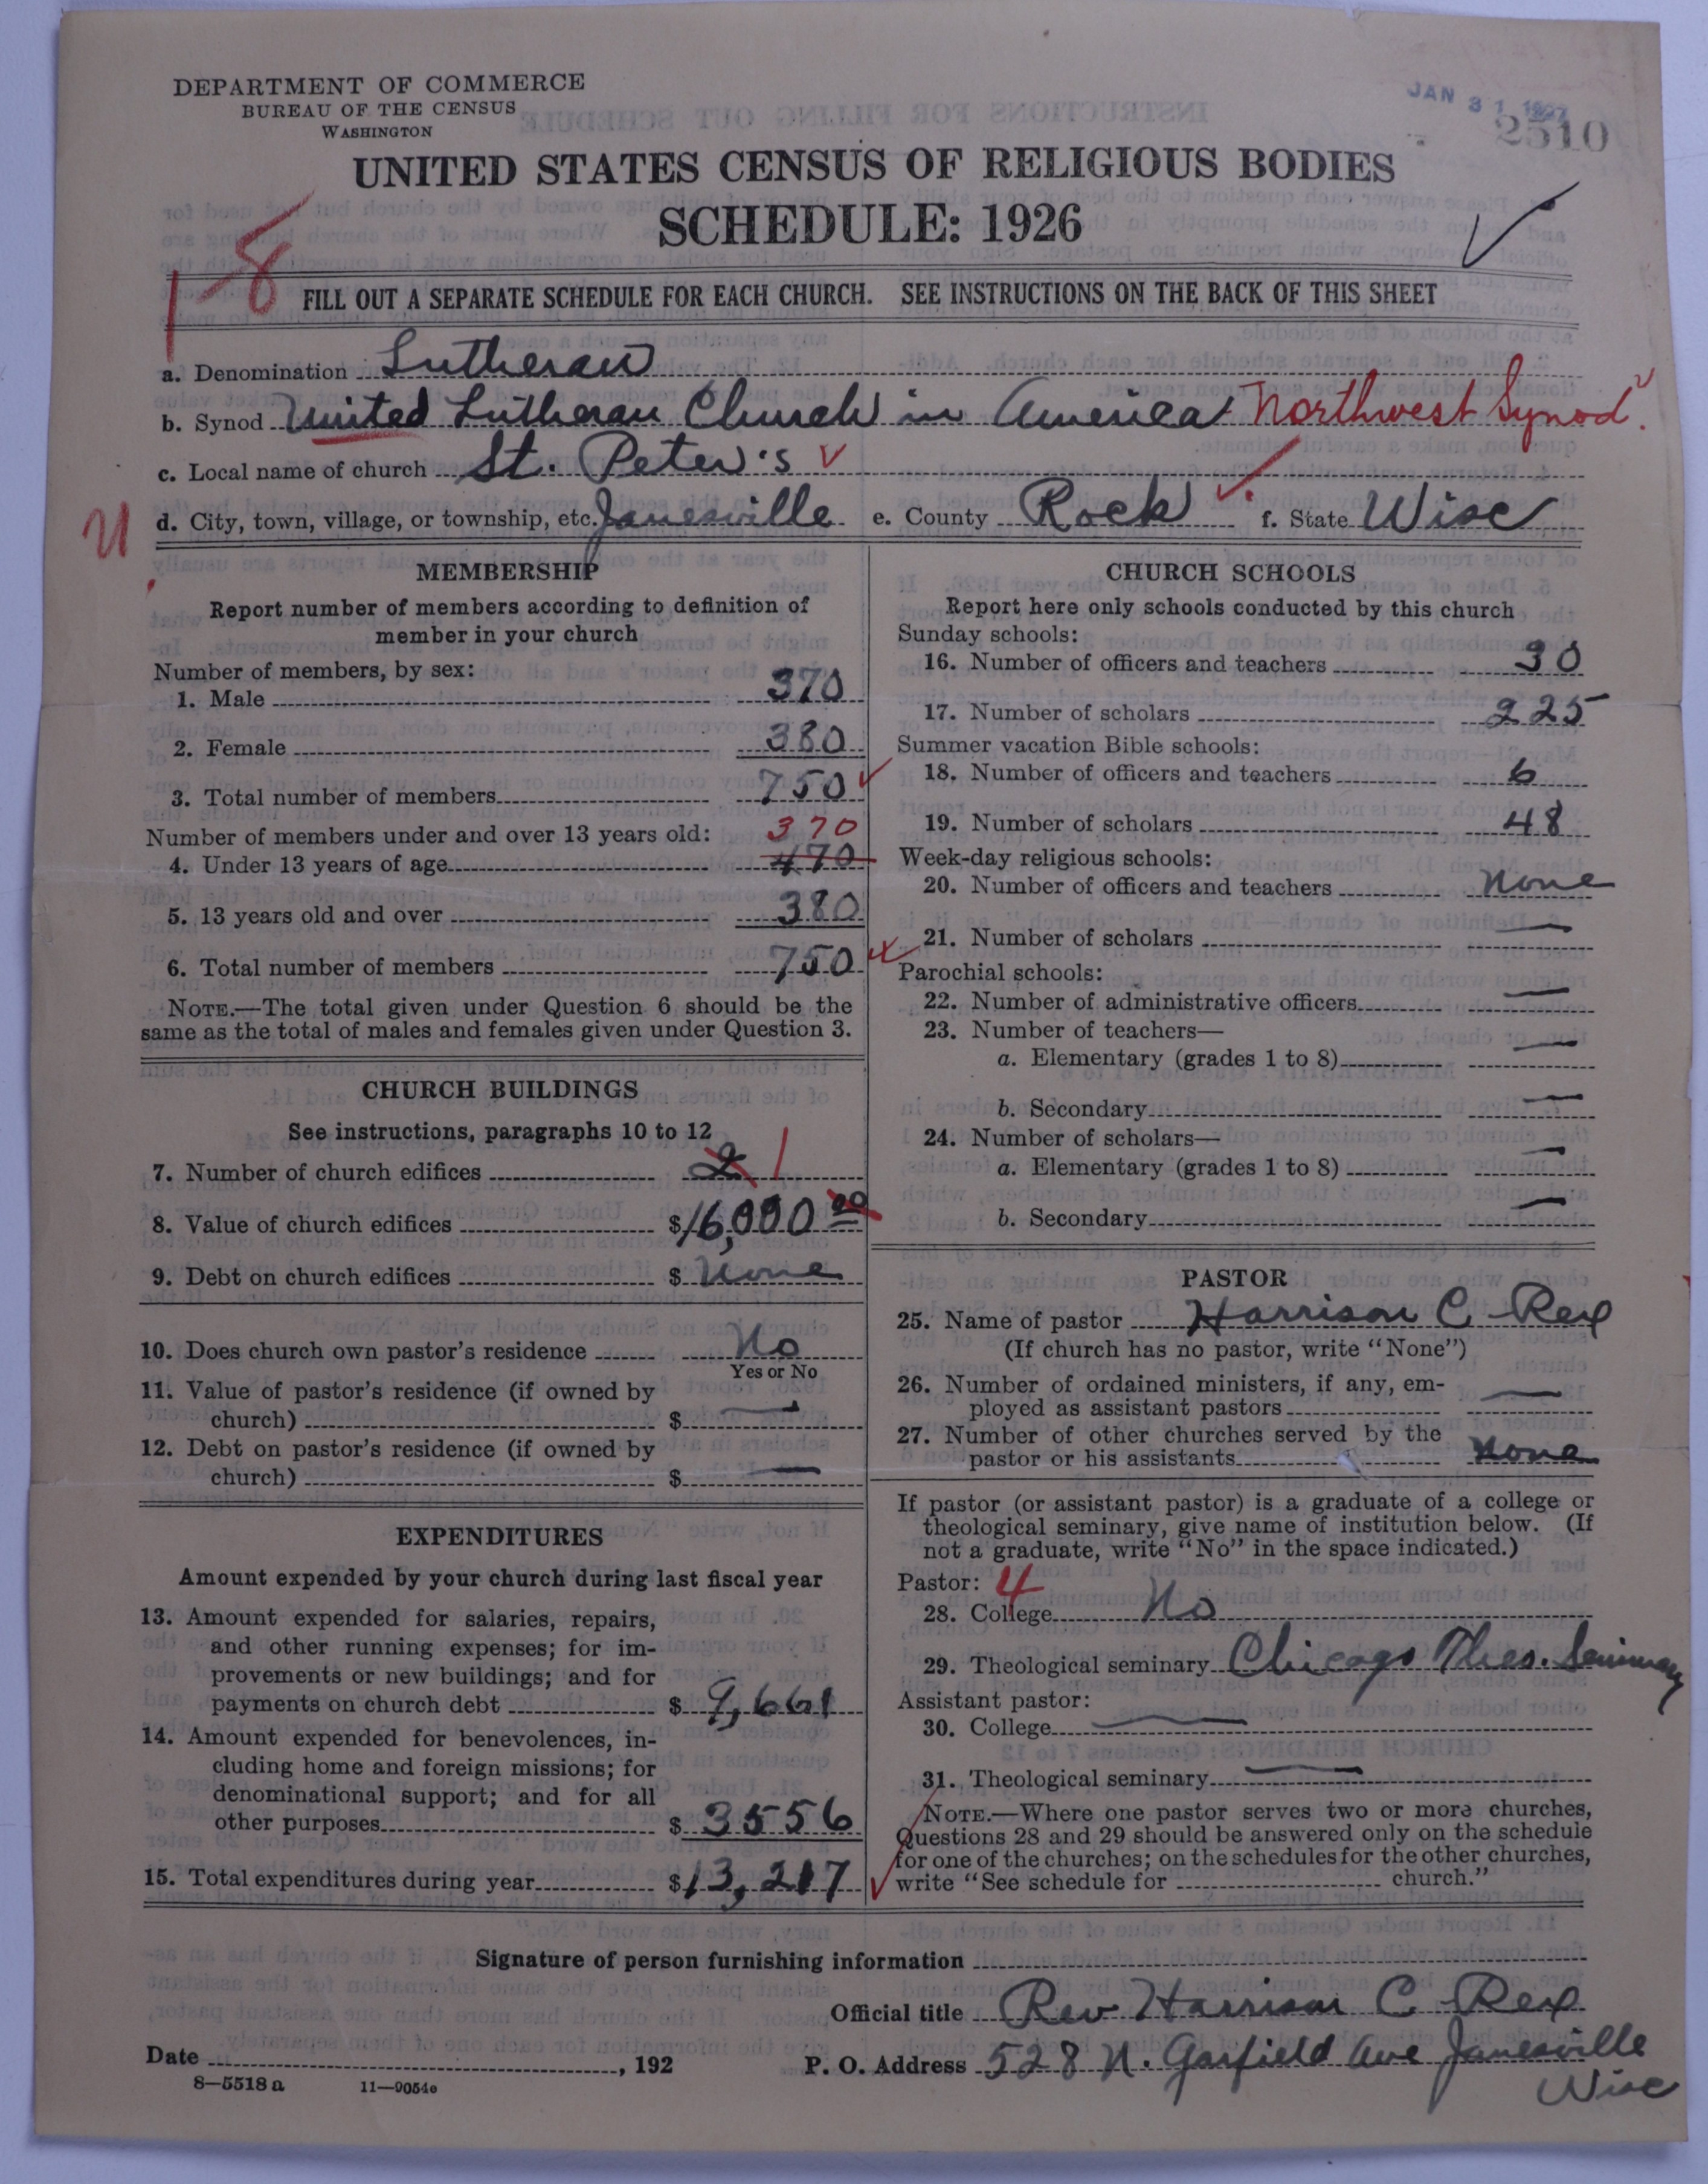 DEPARTMENT OF COMMERCE
BUREAU OF THE CENSUS
WASHINGTON
JAN 31 1927
2510
UNITED STATES CENSUS OF RELIGIOUS BODIES
SCHEDULE: 1926
1-8
FILL OUT A SEPARATE SCHEDULE FOR EACH CHURCH. SEE INSTRUCTIONS ON THE BACK OF THIS SHEET
a. Denomination Lutheran
b. Synod United Lutheran Church in America Northwest Synod.
c. Local name of church St. Peter's
U d. City, town, village, or township, etc. Janesville e. County Rock f. State Wisc
MEMBERSHIP
Report number of members according to definition of
member in your church
Number of members, by sex:
1. Male 370
2. Female 380
3. Total number of members 750
Number of members under and over 13 years old: 370
4. Under 13 years of age 470
5. 13 years old and over 380
6. Total number of members 750
NOTE.—The total given under Question 6 should be the
same as the total of males and females given under Question 3.
CHURCH BUILDINGS
See instructions, paragraphs 10 to 12
7. Number of church edifices 2 1
8. Value of church edifices $16,000 00
9. Debt on church edifices $ None
10. Does church own pastor's residence No
Yes or No
11. Value of pastor's residence (if owned by
church) $ —
12. Debt on pastor's residence (if owned by
church) $ —
EXPENDITURES
Amount expended by your church during last fiscal year
13. Amount expended for salaries, repairs,
and other running expenses; for im-
provements or new buildings; and for
payments on church debt $ 9,661
14. Amount expended for benevolences, in-
cluding home and foreign missions; for
denominational support; and for all
other purposes $ 3556
15. Total expenditures during year $13,217
CHURCH SCHOOLS
Report here only schools conducted by this church
Sunday schools:
16. Number of officers and teachers 30
17. Number of scholars 225
Summer vacation Bible schools:
18. Number of officers and teachers 6
19. Number of scholars 48
Week-day religious schools:
20. Number of officers and teachers None
21. Number of scholars —
Parochial schools:
22. Number of administrative officers —
23. Number of teachers—
a. Elementary (grades 1 to 8) —
b. Secondary —
24. Number of scholars—
a. Elementary (grades 1 to 8) —
b. Secondary —
PASTOR
25. Name of pastor Harrison C Rex
(If church has no pastor, write "None")
26. Number of ordained ministers, if any, em-
ployed as assistant pastors —
27. Number of other churches served by the
pastor or his assistants None
If pastor (or assistant pastor) is a graduate of a college or
theological seminary, give name of institution below. (If
not a graduate, write "No" in the space indicated.)
Pastor: 4
28. College No
29. Theological seminary Chicago Theo. Seminary
Assistant pastor:
30. College —
31. Theological seminary —
NOTE.—Where one pastor serves two or more churches,
Questions 28 and 29 should be answered only on the schedule
for one of the churches; on the schedules for the other churches,
write "See schedule for church."
Signature of person furnishing information
Official title Rev Harrison C Rex
Date , 192 P. O. Address 528 N. Garfield Ave Janesville
Wisc
8—5518 a 11—9054e